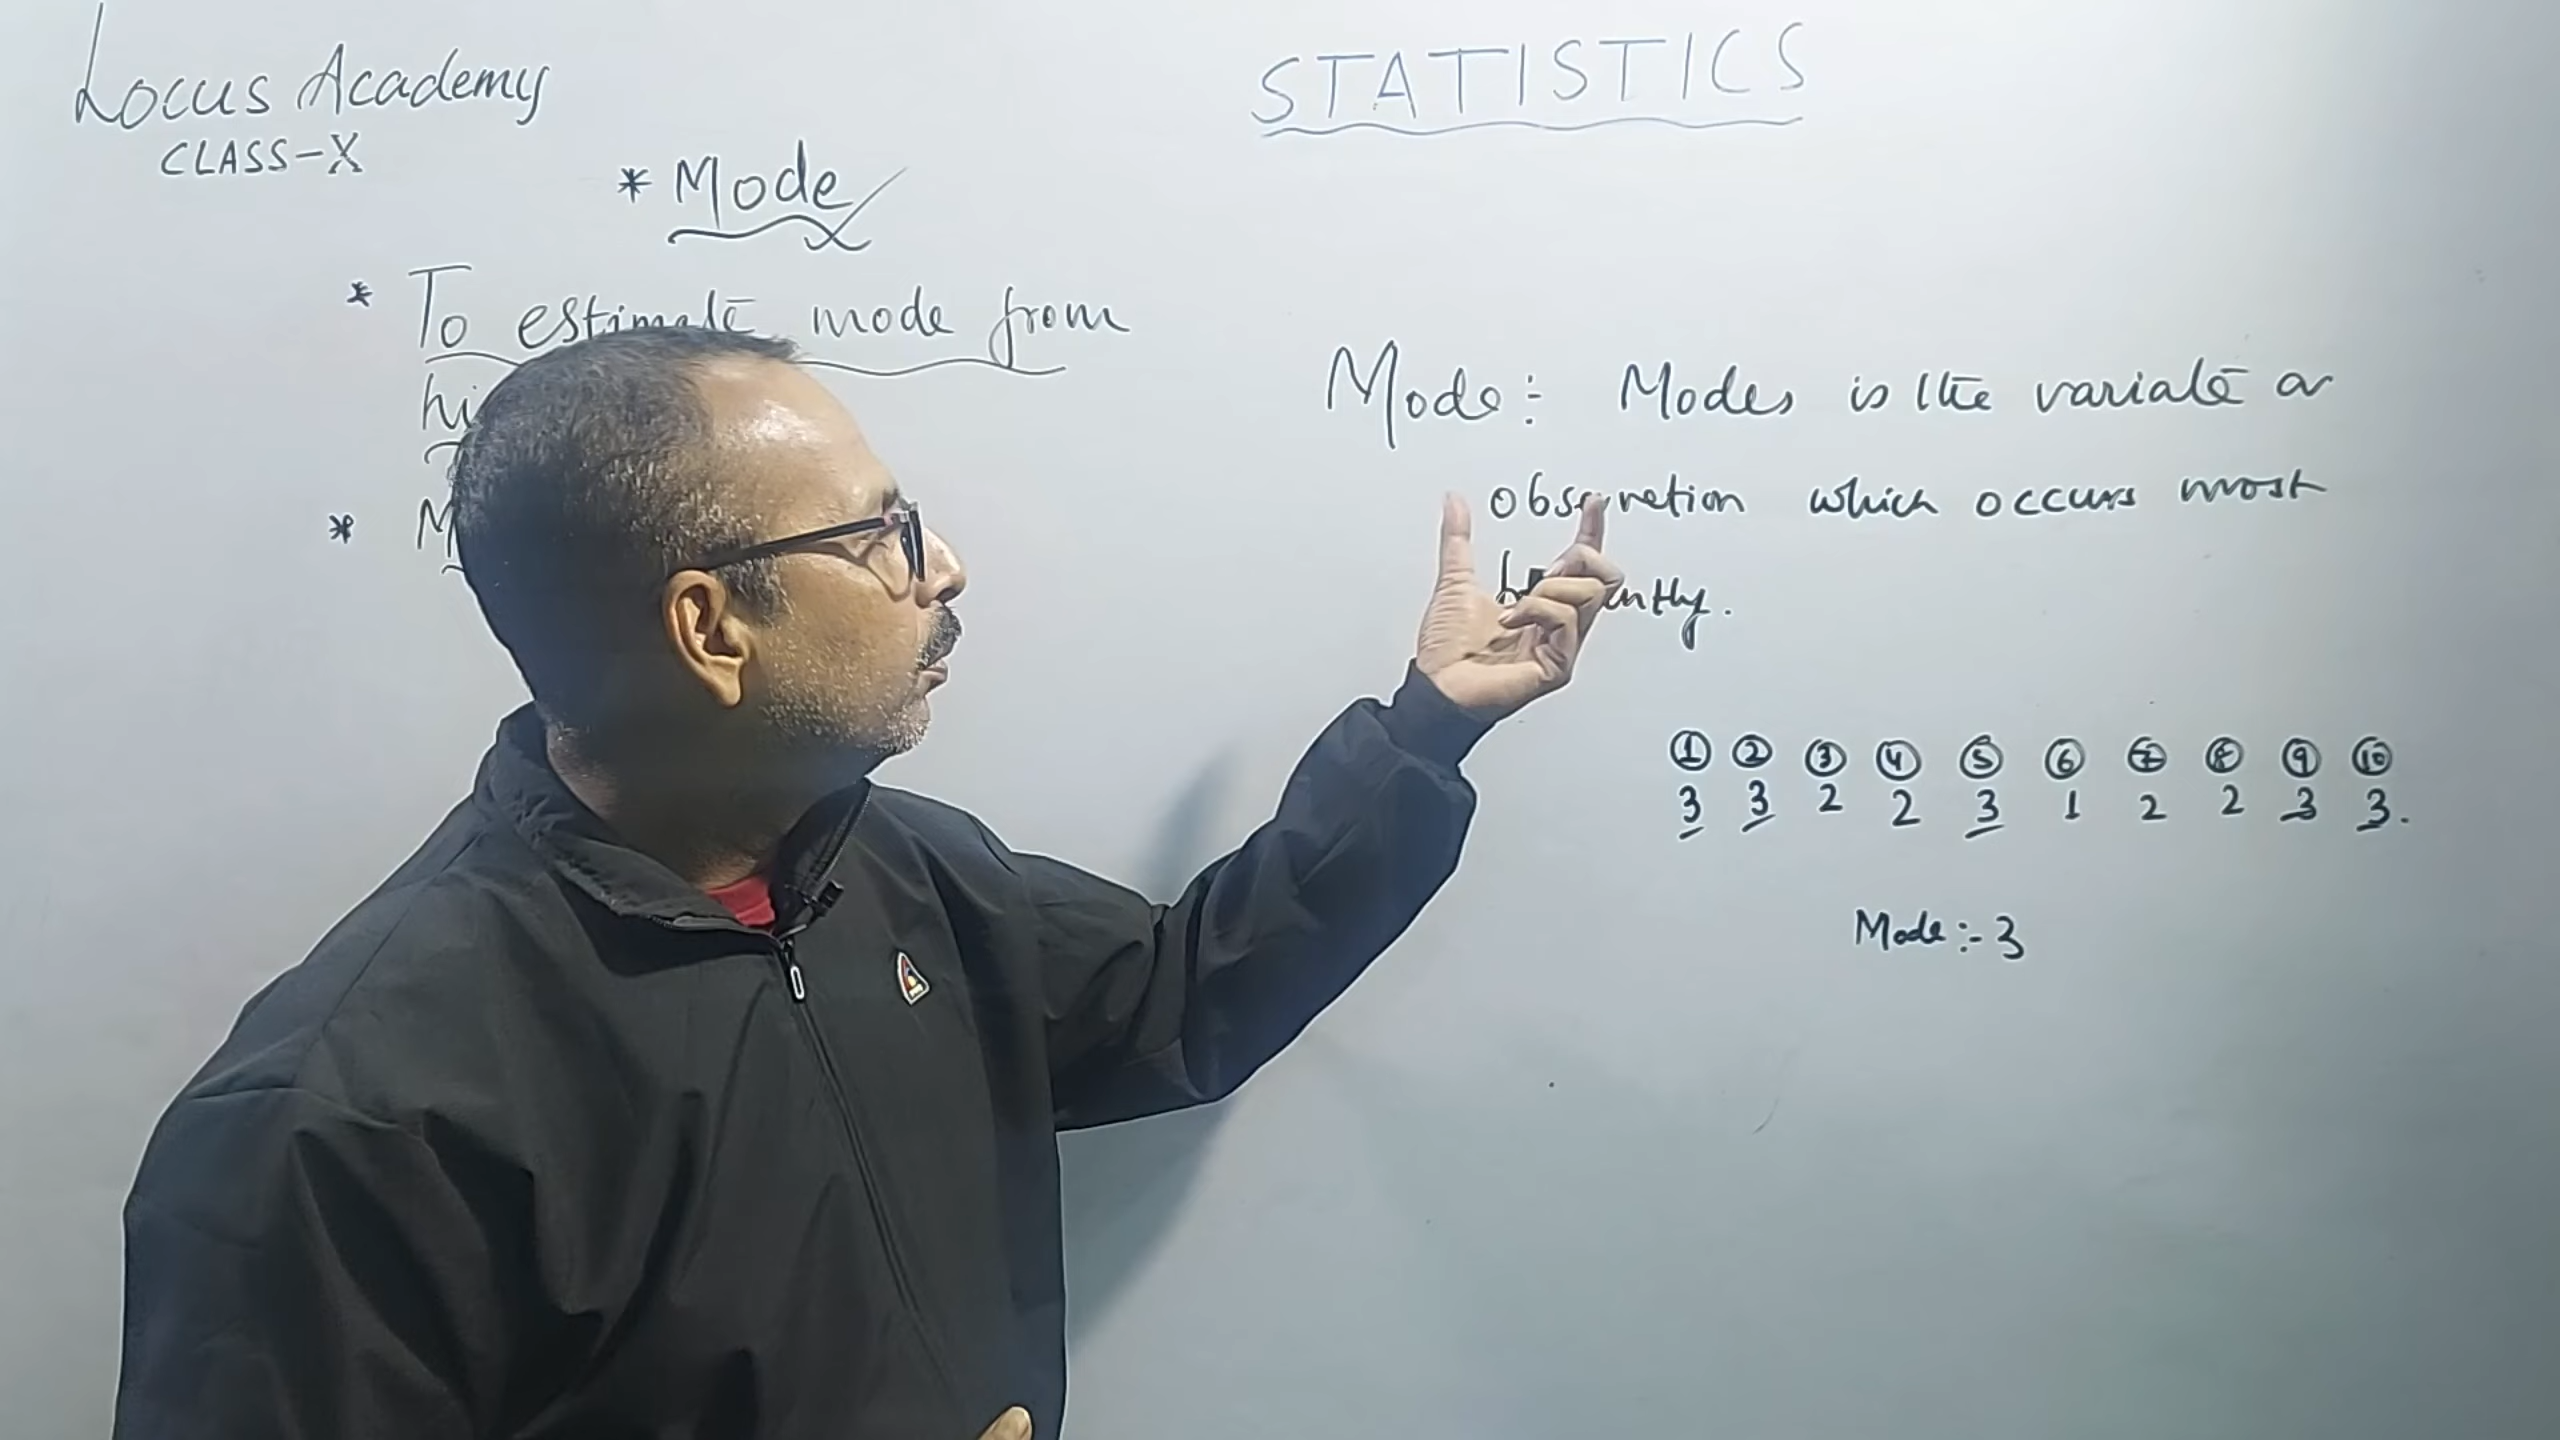 Locus Academy
CLASS-X
* Mode
* To estimate mode from
*
STATISTICS
Mode: Modes is the variate or
observation which occurs most
① ② ③ ④ ⑤ ⑥ ⑦ ⑧ ⑨ ⑩
3 3 2 2 3 1 2 2 3 3.
Mode :- 3